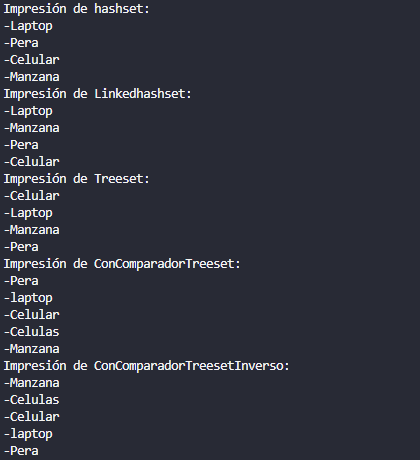 Impresión de hashset:
-Laptop
-Pera
-Celular
-Manzana
Impresión de Linkedhashset:
-Laptop
-Manzana
-Pera
-Celular
Impresión de Treeset:
-Celular
-Laptop
-Manzana
-Pera
Impresión de ConComparadorTreeset:
-Pera
-laptop
-Celular
-Celulas
-Manzana
Impresión de ConComparadorTreesetInverso:
-Manzana
-Celulas
-Celular
-laptop
-Pera